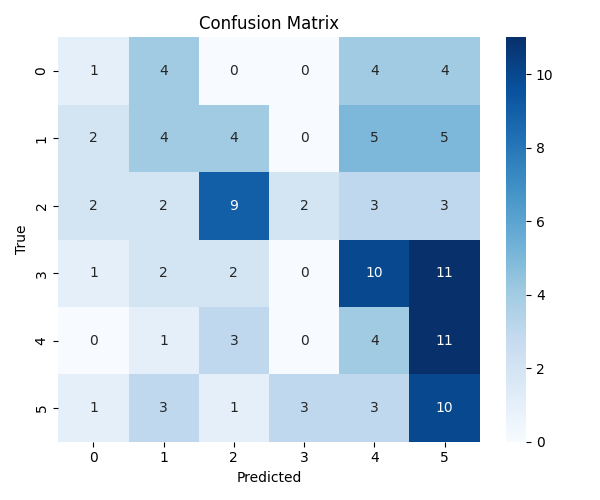 Confusion Matrix
0 1 4 0 0 4 4
1 2 4 4 0 5 5
2 2 2 9 2 3 3
3 1 2 2 0 10 11
4 0 1 3 0 4 11
5 1 3 1 3 3 10
0 1 2 3 4 5
True
Predicted
10
8
6
4
2
0